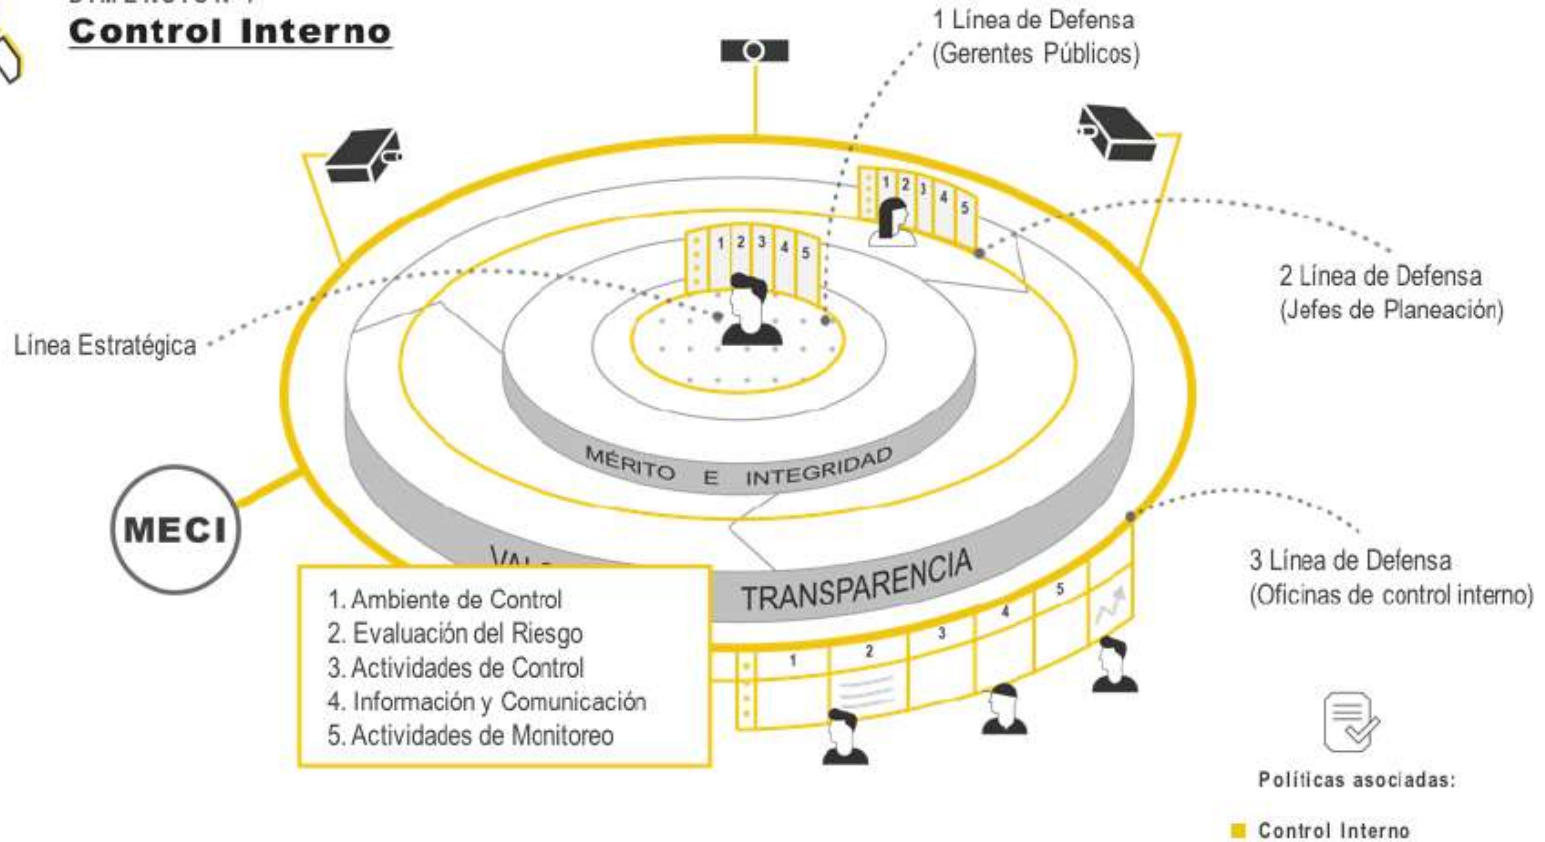 Control Interno
1 Línea de Defensa
(Gerentes Públicos)
1 2 3 4 5
1 2 3 4 5
2 Línea de Defensa
(Jefes de Planeación)
Línea Estratégica
MÉRITO E INTEGRIDAD
MECI
TRANSPARENCIA
3 Línea de Defensa
(Oficinas de control interno)
1. Ambiente de Control
2. Evaluación del Riesgo
3. Actividades de Control
4. Información y Comunicación
5. Actividades de Monitoreo
1 2 3 4 5
Políticas asociadas:
Control Interno